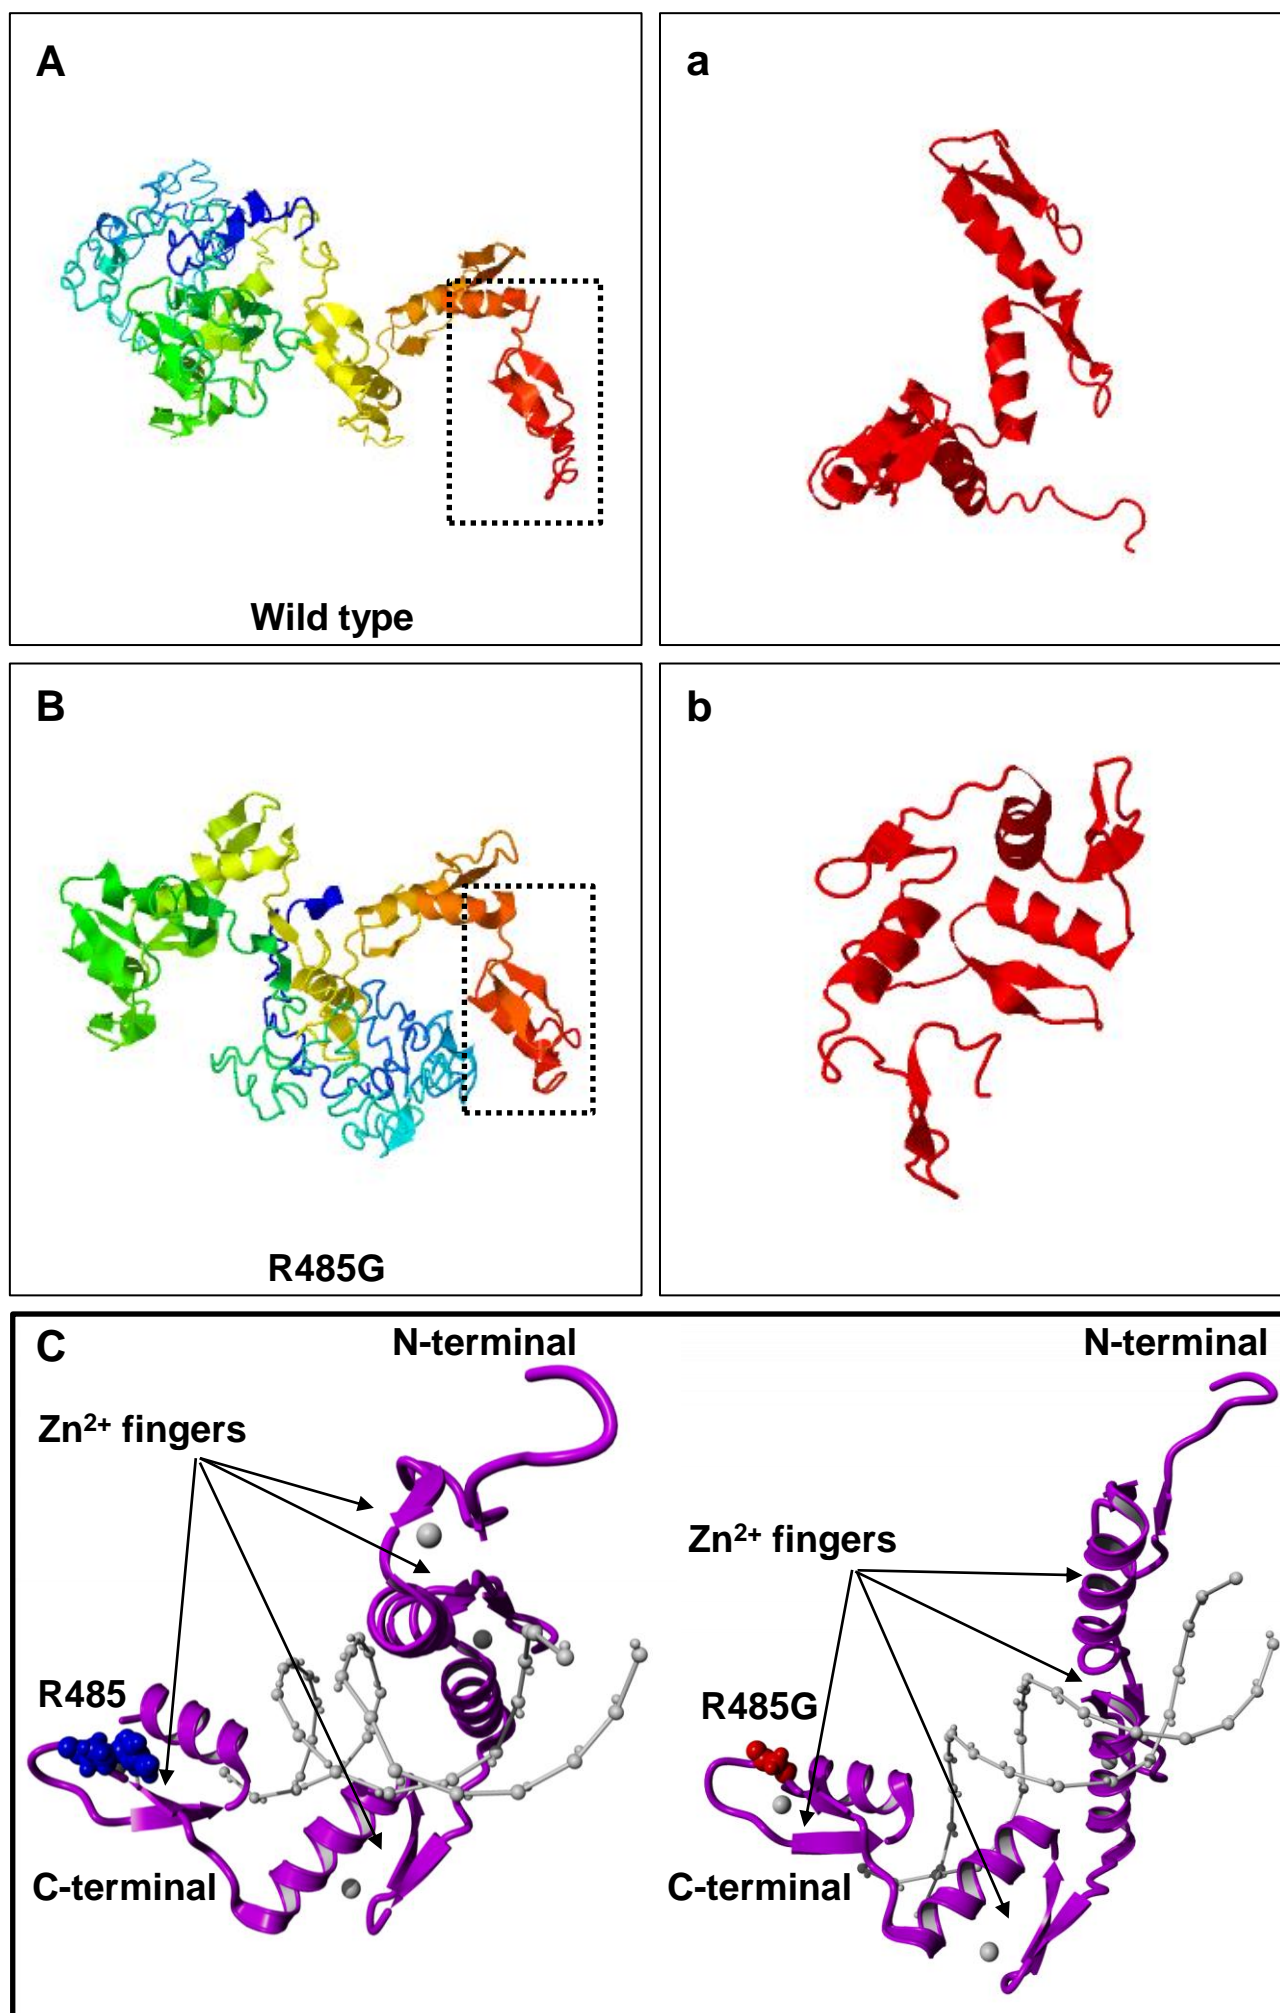 A
Wild type
a
B
R485G
b
C
N-terminal
N-terminal
Zn²⁺ fingers
Zn²⁺ fingers
R485
R485G
C-terminal
C-terminal